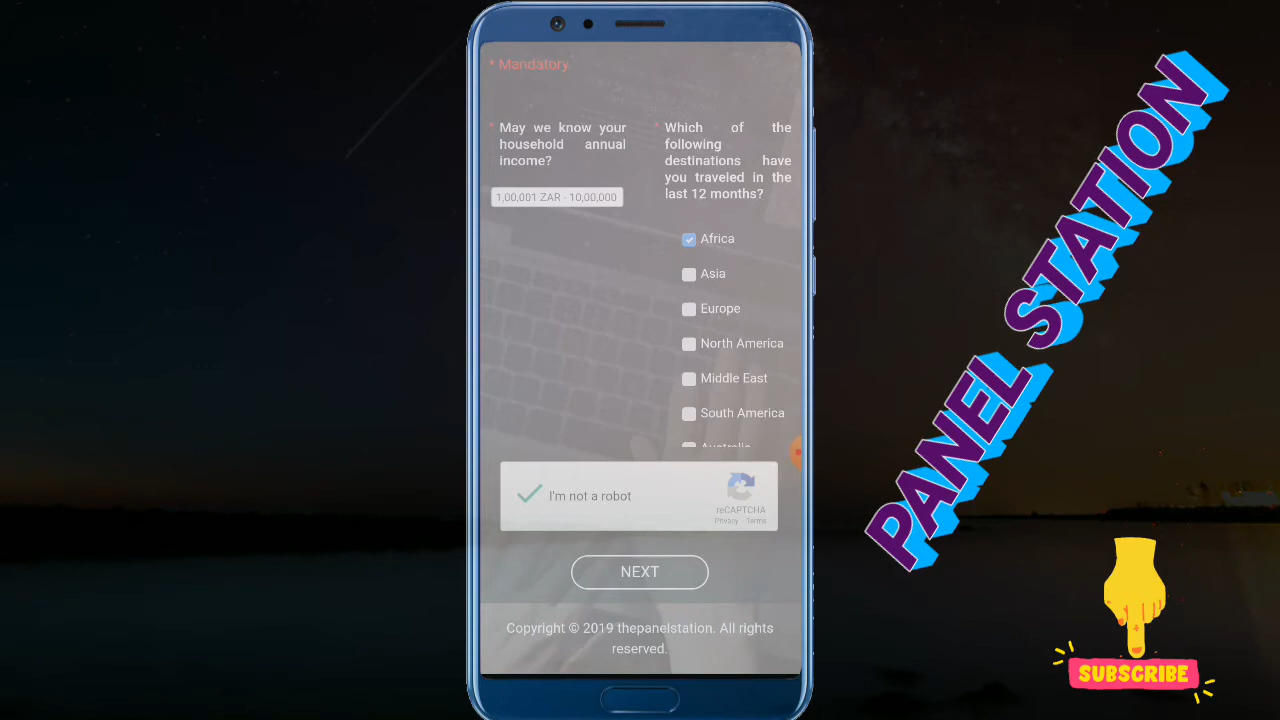 * Mandatory
* May we know your
household annual
income?
1,00,001 ZAR - 10,00,000
* Which of the
following
destinations have
you traveled in the
last 12 months?
Africa
Asia
Europe
North America
Middle East
South America
Australia
I'm not a robot
reCAPTCHA
Privacy Terms
NEXT
Copyright © 2019 thepanelstation. All rights
reserved.
PANEL STATION
SUBSCRIBE